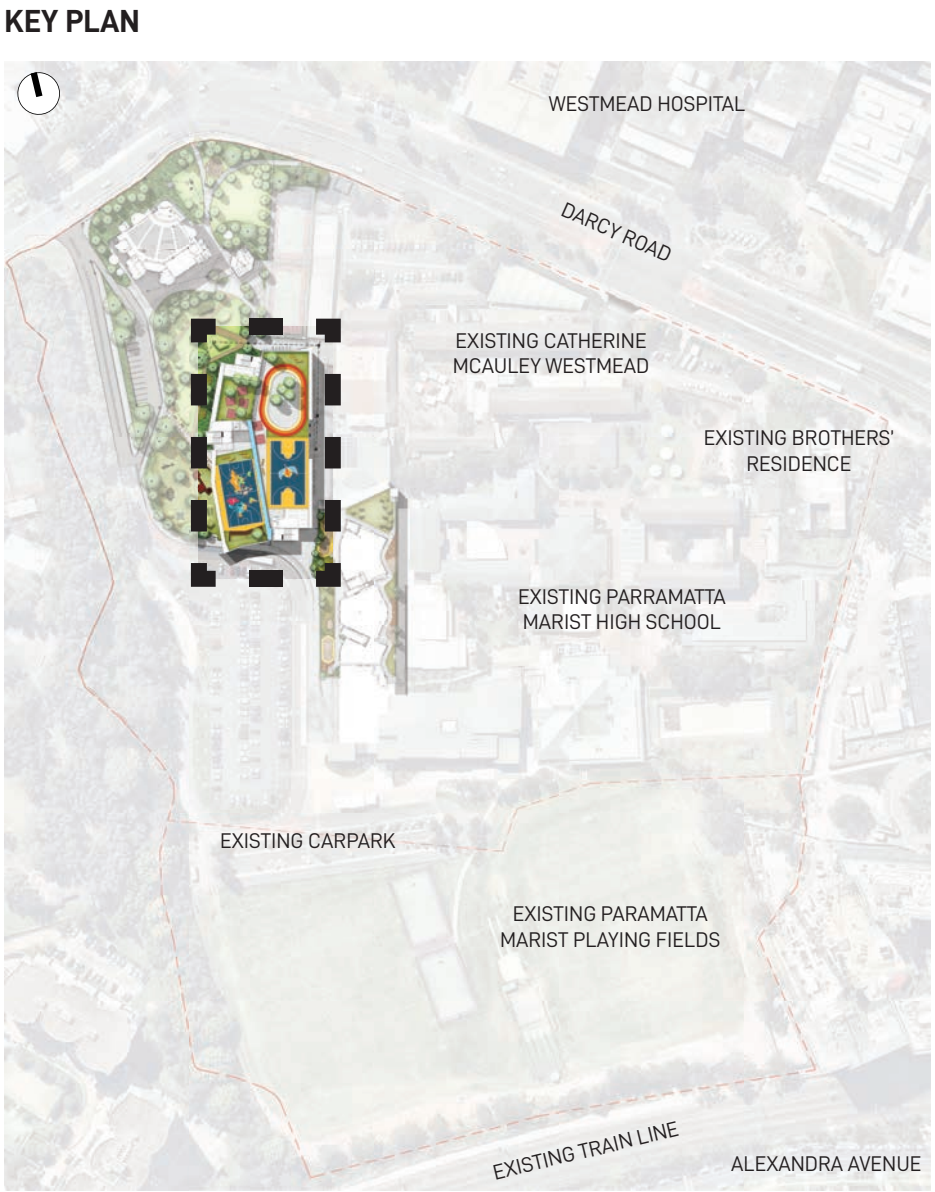 KEY PLAN
WESTMEAD HOSPITAL
DARCY ROAD
EXISTING CATHERINE
MCAULEY WESTMEAD
EXISTING BROTHERS'
RESIDENCE
EXISTING PARRAMATTA
MARIST HIGH SCHOOL
EXISTING CARPARK
EXISTING PARAMATTA
MARIST PLAYING FIELDS
EXISTING TRAIN LINE
ALEXANDRA AVENUE